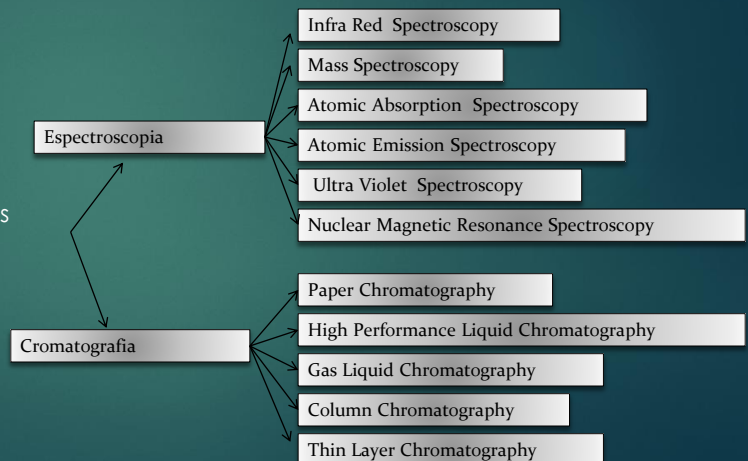 Infra Red Spectroscopy
Mass Spectroscopy
Atomic Absorption Spectroscopy
Espectroscopia
Atomic Emission Spectroscopy
Ultra Violet Spectroscopy
s
Nuclear Magnetic Resonance Spectroscopy
Paper Chromatography
High Performance Liquid Chromatography
Cromatografia
Gas Liquid Chromatography
Column Chromatography
Thin Layer Chromatography